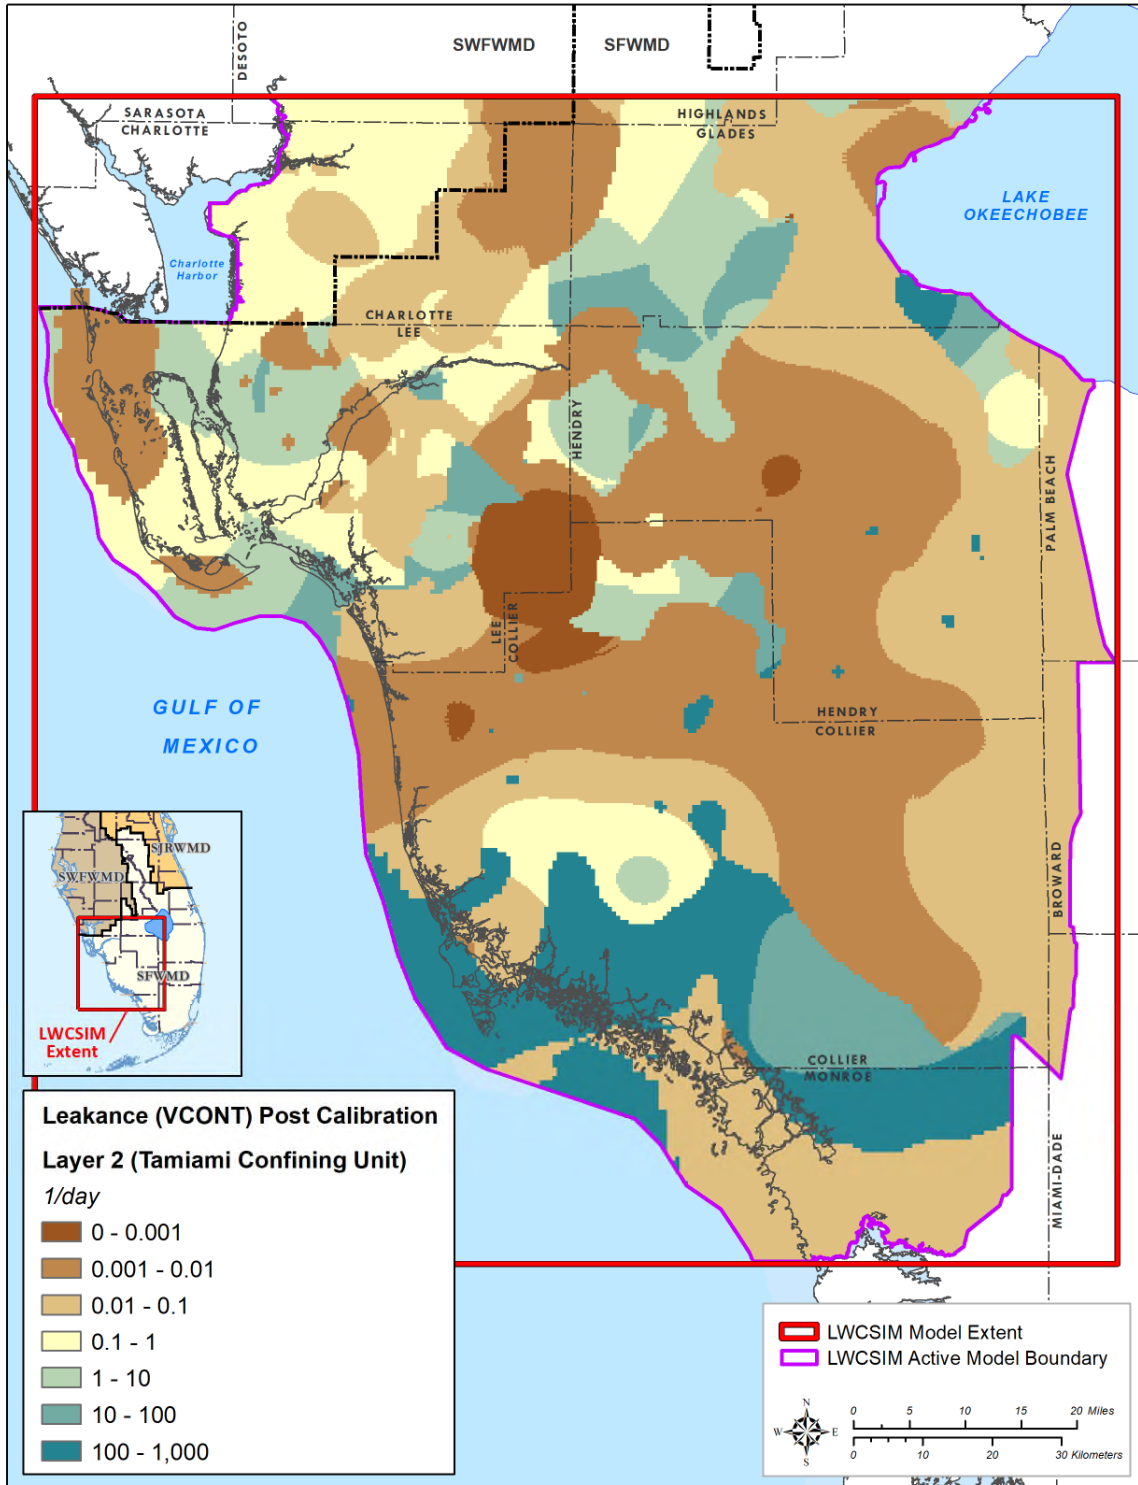 SWFWMD
SFWMD
DESOTO
SARASOTA
CHARLOTTE
HIGHLANDS
GLADES
LAKE
OKEECHOBEE
Charlotte
Harbor
CHARLOTTE
LEE
HENDRY
PALM BEACH
LEE
COLLIER
GULF OF
MEXICO
HENDRY
COLLIER
BROWARD
COLLIER
MONROE
MIAMI-DADE
SJRWMD
SWFWMD
SFWMD
LWCSIM
Extent
Leakance (VCONT) Post Calibration
Layer 2 (Tamiami Confining Unit)
1/day
0 - 0.001
0.001 - 0.01
0.01 - 0.1
0.1 - 1
1 - 10
10 - 100
100 - 1,000
LWCSIM Model Extent
LWCSIM Active Model Boundary
N
W E
S
0 5 10 15 20 Miles
0 10 20 30 Kilometers